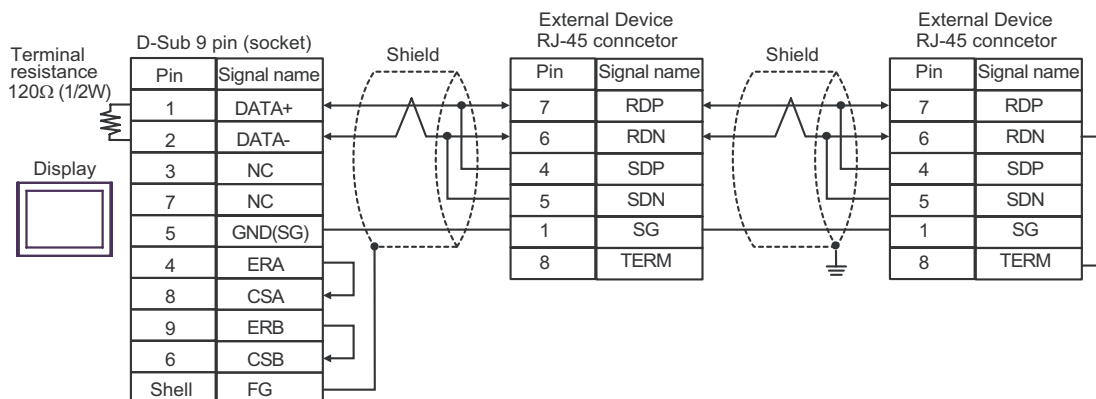 External Device
RJ-45 conncetor
External Device
RJ-45 conncetor
Terminal
resistance
120Ω (1/2W)
D-Sub 9 pin (socket)
Shield
Shield
Pin Signal name
1 DATA+
2 DATA-
3 NC
7 NC
5 GND(SG)
4 ERA
8 CSA
9 ERB
6 CSB
Shell FG
Display
Pin Signal name
7 RDP
6 RDN
4 SDP
5 SDN
1 SG
8 TERM
Pin Signal name
7 RDP
6 RDN
4 SDP
5 SDN
1 SG
8 TERM